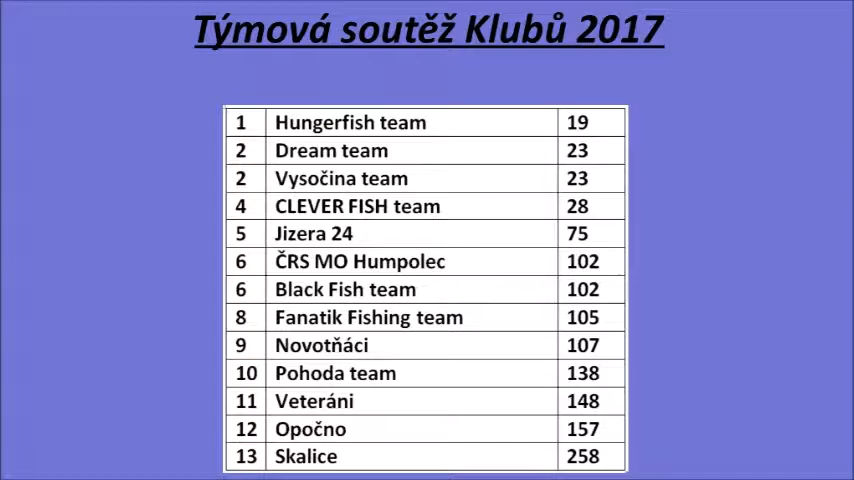 Týmová soutěž Klubů 2017
1 Hungerfish team 19
2 Dream team 23
2 Vysočina team 23
4 CLEVER FISH team 28
5 Jizera 24 75
6 ČRS MO Humpolec 102
6 Black Fish team 102
8 Fanatik Fishing team 105
9 Novotňáci 107
10 Pohoda team 138
11 Veteráni 148
12 Opočno 157
13 Skalice 258